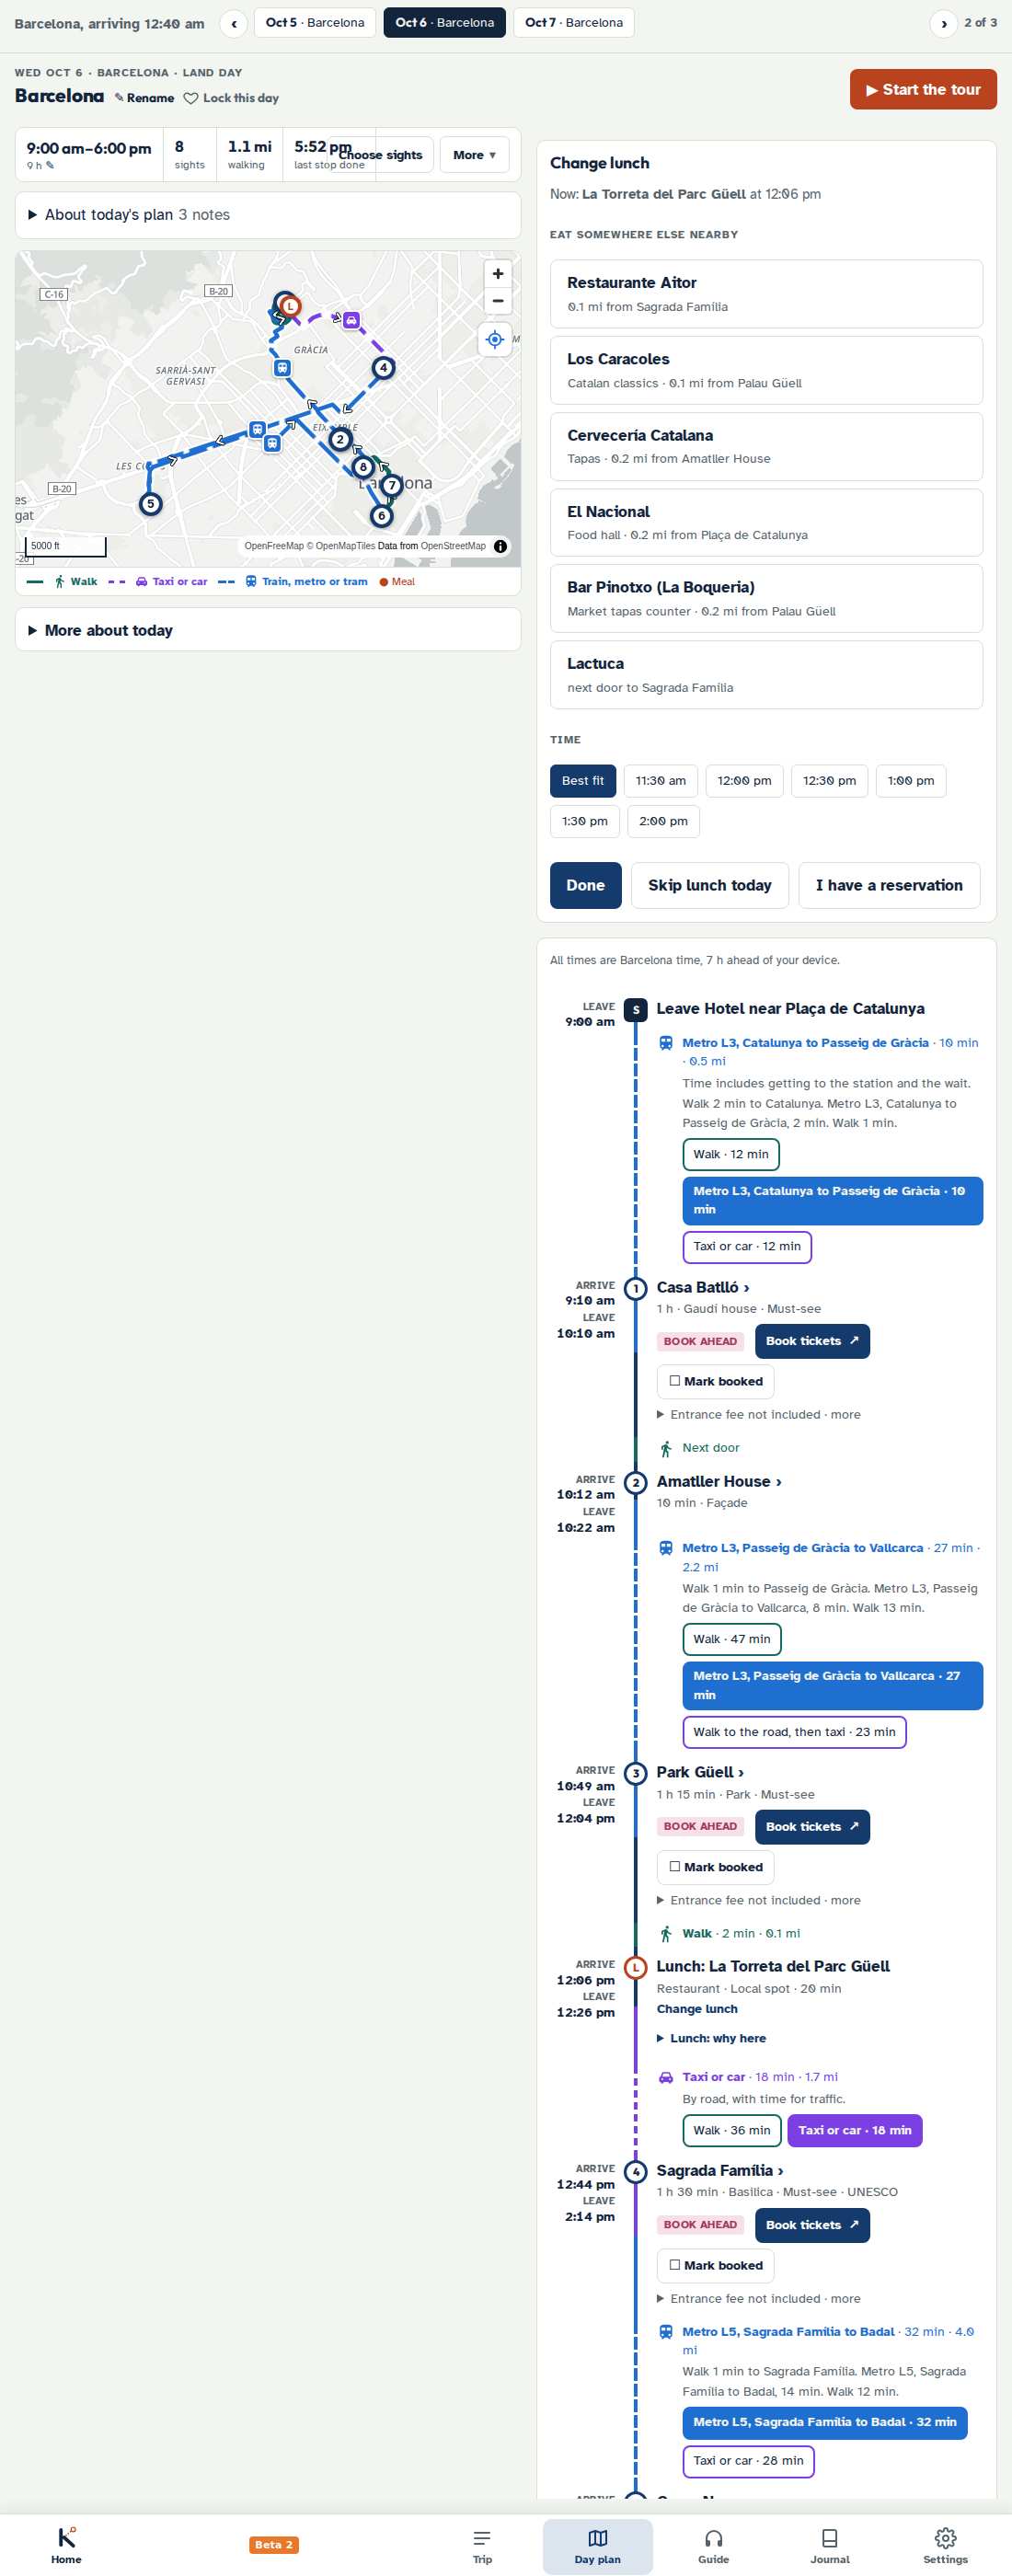 Barcelona, arriving 12:40 am
‹
Oct 5 · Barcelona
Oct 6 · Barcelona
Oct 7 · Barcelona
›
2 of 3
WED OCT 6 · BARCELONA · LAND DAY
Barcelona
✎ Rename
Lock this day
▶ Start the tour
9:00 am–6:00 pm
9 h ✎
8
sights
1.1 mi
walking
5:52 pm
last stop done
Choose sights
More ▼
▶ About today's plan 3 notes
C-16
B-20
GRÀCIA
SARRIÀ-SANT
GERVASI
L
4
2
8
7
6
5
B-20
5000 ft
OpenFreeMap © OpenMapTiles Data from OpenStreetMap
Walk
Taxi or car
Train, metro or tram
Meal
▶ More about today
Change lunch
Now: La Torreta del Parc Güell at 12:06 pm
EAT SOMEWHERE ELSE NEARBY
Restaurante Aitor
0.1 mi from Sagrada Família
Los Caracoles
Catalan classics · 0.1 mi from Palau Güell
Cervecería Catalana
Tapas · 0.2 mi from Amatller House
El Nacional
Food hall · 0.2 mi from Plaça de Catalunya
Bar Pinotxo (La Boqueria)
Market tapas counter · 0.2 mi from Palau Güell
Lactuca
next door to Sagrada Família
TIME
Best fit
11:30 am
12:00 pm
12:30 pm
1:00 pm
1:30 pm
2:00 pm
Done
Skip lunch today
I have a reservation
All times are Barcelona time, 7 h ahead of your device.
LEAVE
9:00 am
S
Leave Hotel near Plaça de Catalunya
Metro L3, Catalunya to Passeig de Gràcia · 10 min
· 0.5 mi
Time includes getting to the station and the wait.
Walk 2 min to Catalunya. Metro L3, Catalunya to
Passeig de Gràcia, 2 min. Walk 1 min.
Walk · 12 min
Metro L3, Catalunya to Passeig de Gràcia · 10
min
Taxi or car · 12 min
ARRIVE
9:10 am
LEAVE
10:10 am
1
Casa Batlló ›
1 h · Gaudí house · Must-see
BOOK AHEAD
Book tickets ↗
☐ Mark booked
▶ Entrance fee not included · more
Next door
ARRIVE
10:12 am
LEAVE
10:22 am
2
Amatller House ›
10 min · Façade
Metro L3, Passeig de Gràcia to Vallcarca · 27 min ·
2.2 mi
Walk 1 min to Passeig de Gràcia. Metro L3, Passeig
de Gràcia to Vallcarca, 8 min. Walk 13 min.
Walk · 47 min
Metro L3, Passeig de Gràcia to Vallcarca · 27
min
Walk to the road, then taxi · 23 min
ARRIVE
10:49 am
LEAVE
12:04 pm
3
Park Güell ›
1 h 15 min · Park · Must-see
BOOK AHEAD
Book tickets ↗
☐ Mark booked
▶ Entrance fee not included · more
Walk · 2 min · 0.1 mi
ARRIVE
12:06 pm
LEAVE
12:26 pm
L
Lunch: La Torreta del Parc Güell
Restaurant · Local spot · 20 min
Change lunch
▶ Lunch: why here
Taxi or car · 18 min · 1.7 mi
By road, with time for traffic.
Walk · 36 min
Taxi or car · 18 min
ARRIVE
12:44 pm
LEAVE
2:14 pm
4
Sagrada Família ›
1 h 30 min · Basilica · Must-see · UNESCO
BOOK AHEAD
Book tickets ↗
☐ Mark booked
▶ Entrance fee not included · more
Metro L5, Sagrada Família to Badal · 32 min · 4.0
mi
Walk 1 min to Sagrada Família. Metro L5, Sagrada
Família to Badal, 14 min. Walk 12 min.
Metro L5, Sagrada Família to Badal · 32 min
Taxi or car · 28 min
Home
Beta 2
Trip
Day plan
Guide
Journal
Settings